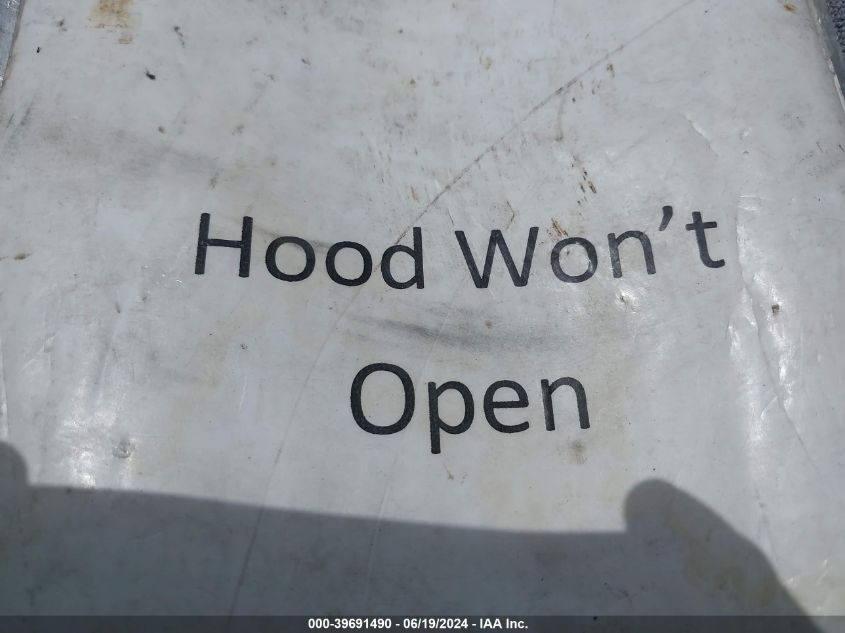 Hood Won’t
Open
000-39691490 - 06/19/2024 - IAA Inc.